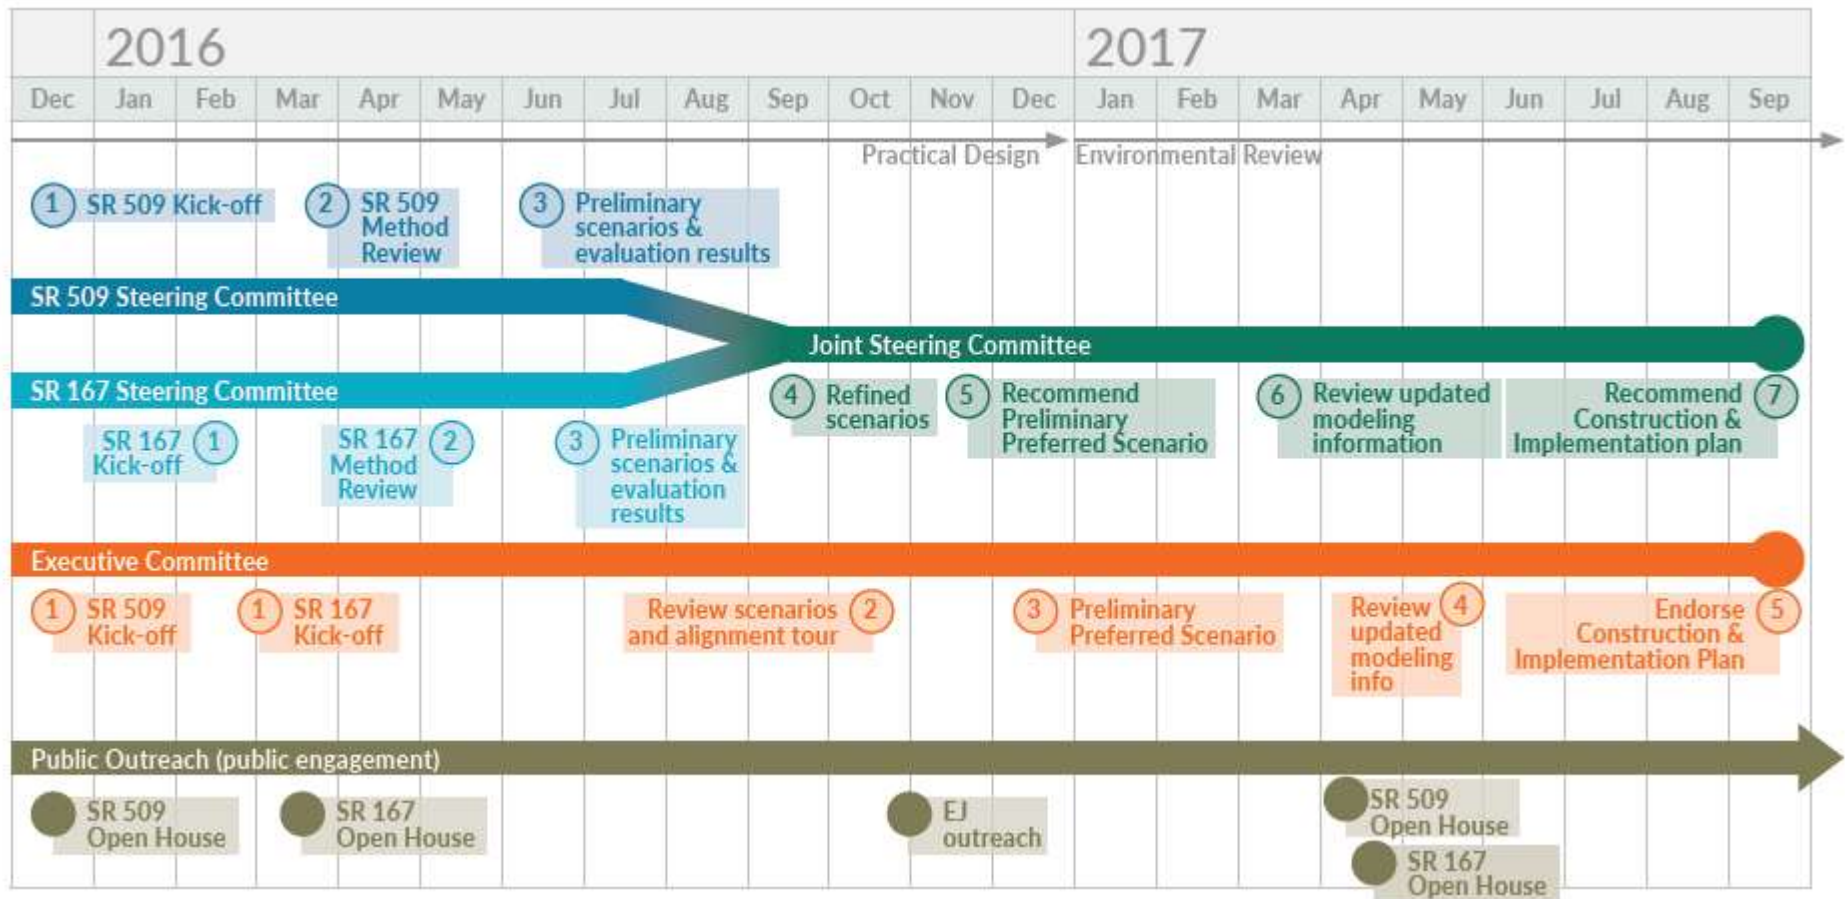 2016 2017
Dec Jan Feb Mar Apr May Jun Jul Aug Sep Oct Nov Dec Jan Feb Mar Apr May Jun Jul Aug Sep
Practical Design Environmental Review
1 SR 509 Kick-off
2 SR 509
Method
Review
3 Preliminary
scenarios &
evaluation results
SR 509 Steering Committee
Joint Steering Committee
SR 167 Steering Committee
SR 167 1
Kick-off
SR 167 2
Method
Review
3 Preliminary
scenarios &
evaluation
results
4 Refined
scenarios
5 Recommend
Preliminary
Preferred Scenario
6 Review updated
modeling
information
Recommend 7
Construction &
Implementation plan
Executive Committee
1 SR 509
Kick-off
1 SR 167
Kick-off
Review scenarios 2
and alignment tour
3 Preliminary
Preferred Scenario
Review 4
updated
modeling
info
Endorse 5
Construction &
Implementation Plan
Public Outreach (public engagement)
SR 509
Open House
SR 167
Open House
EJ
outreach
SR 509
Open House
SR 167
Open House